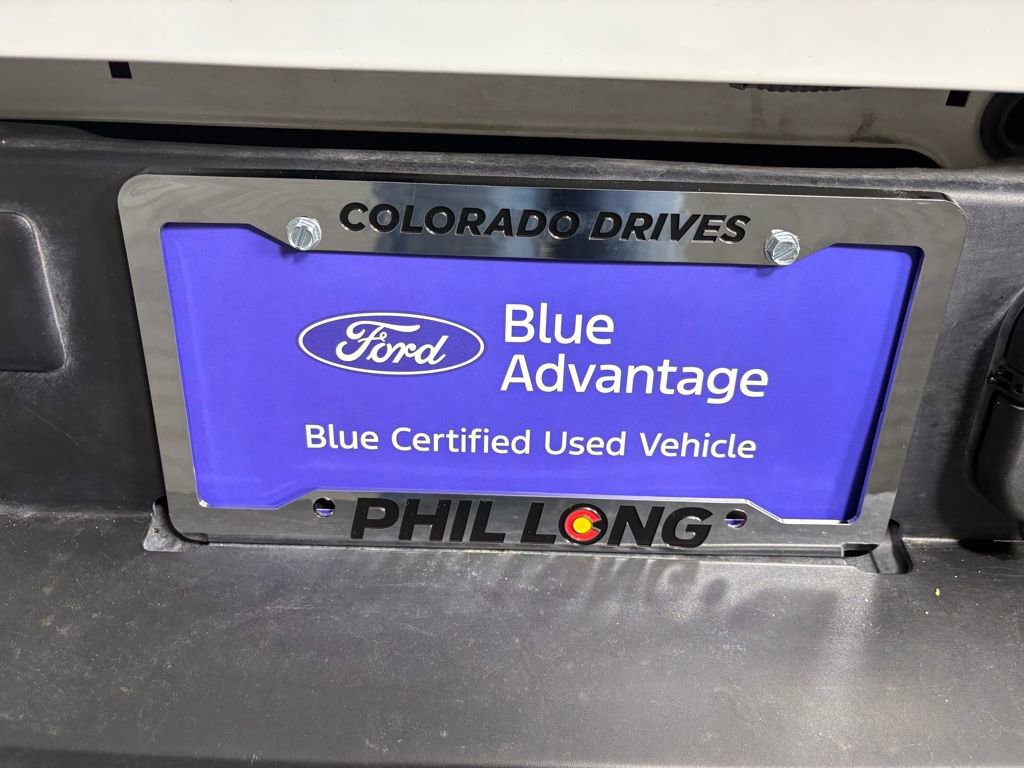 COLORADO DRIVES
Ford
Blue
Advantage
Blue Certified Used Vehicle
PHIL LONG